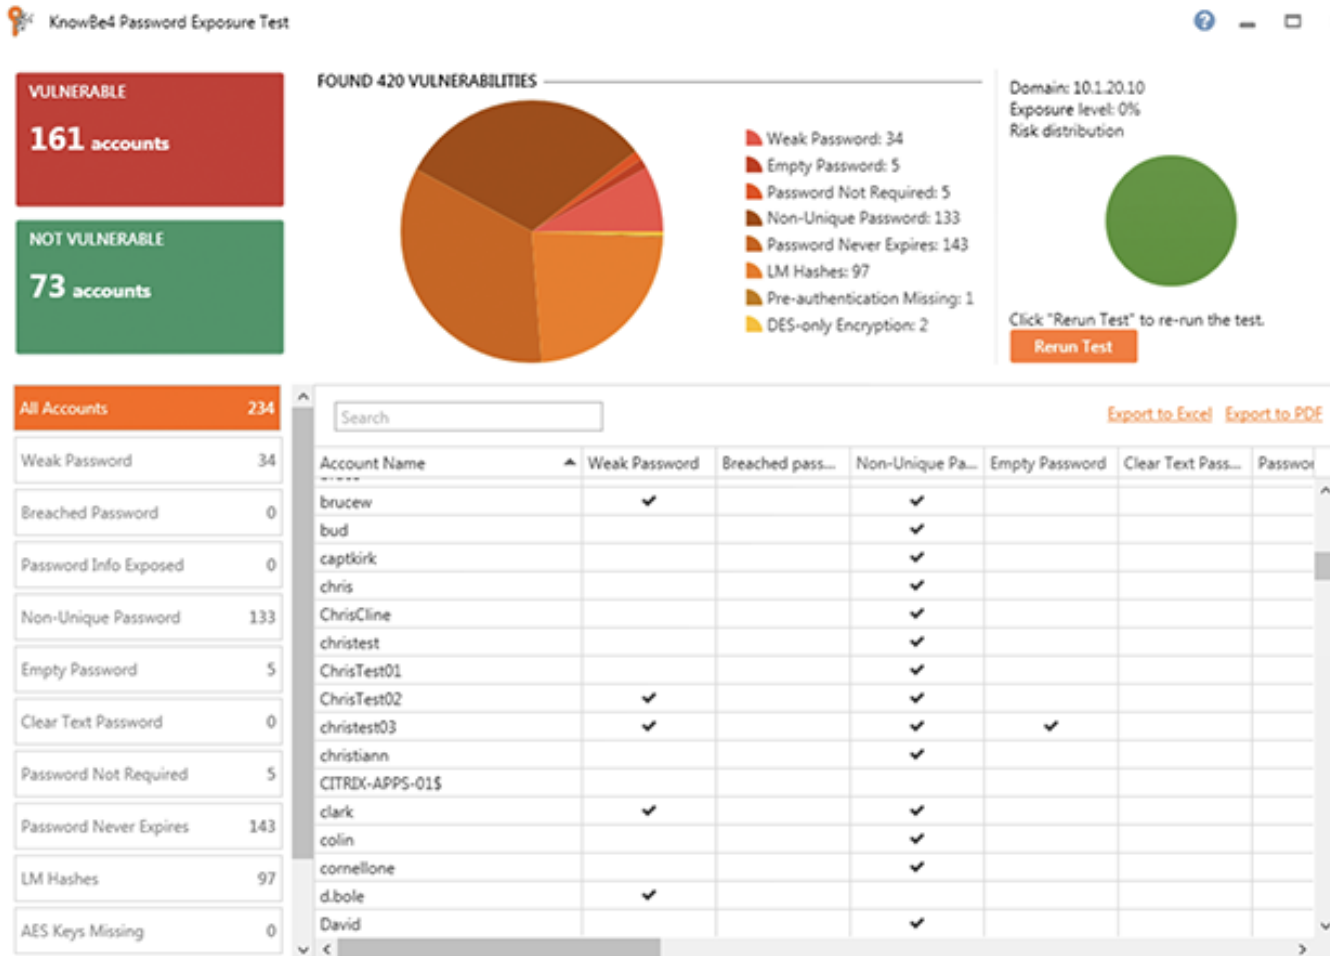 KnowBe4 Password Exposure Test
VULNERABLE
161 accounts
NOT VULNERABLE
73 accounts
FOUND 420 VULNERABILITIES
Weak Password: 34
Empty Password: 5
Password Not Required: 5
Non-Unique Password: 133
Password Never Expires: 143
LM Hashes: 97
Pre-authentication Missing: 1
DES-only Encryption: 2
Domain: 10.1.20.10
Exposure level: 0%
Risk distribution
Click "Rerun Test" to re-run the test.
Rerun Test
All Accounts 234
Weak Password 34
Breached Password 0
Password Info Exposed 0
Non-Unique Password 133
Empty Password 5
Clear Text Password 0
Password Not Required 5
Password Never Expires 143
LM Hashes 97
AES Keys Missing 0
Search
Export to Excel Export to PDF
Account Name Weak Password Breached pass... Non-Unique Pa... Empty Password Clear Text Pass... Passwor
brucew
bud
captkirk
chris
ChrisCline
christest
ChrisTest01
ChrisTest02
christest03
christiann
CITRIX-APPS-01$
clark
colin
cornellone
d.bole
David